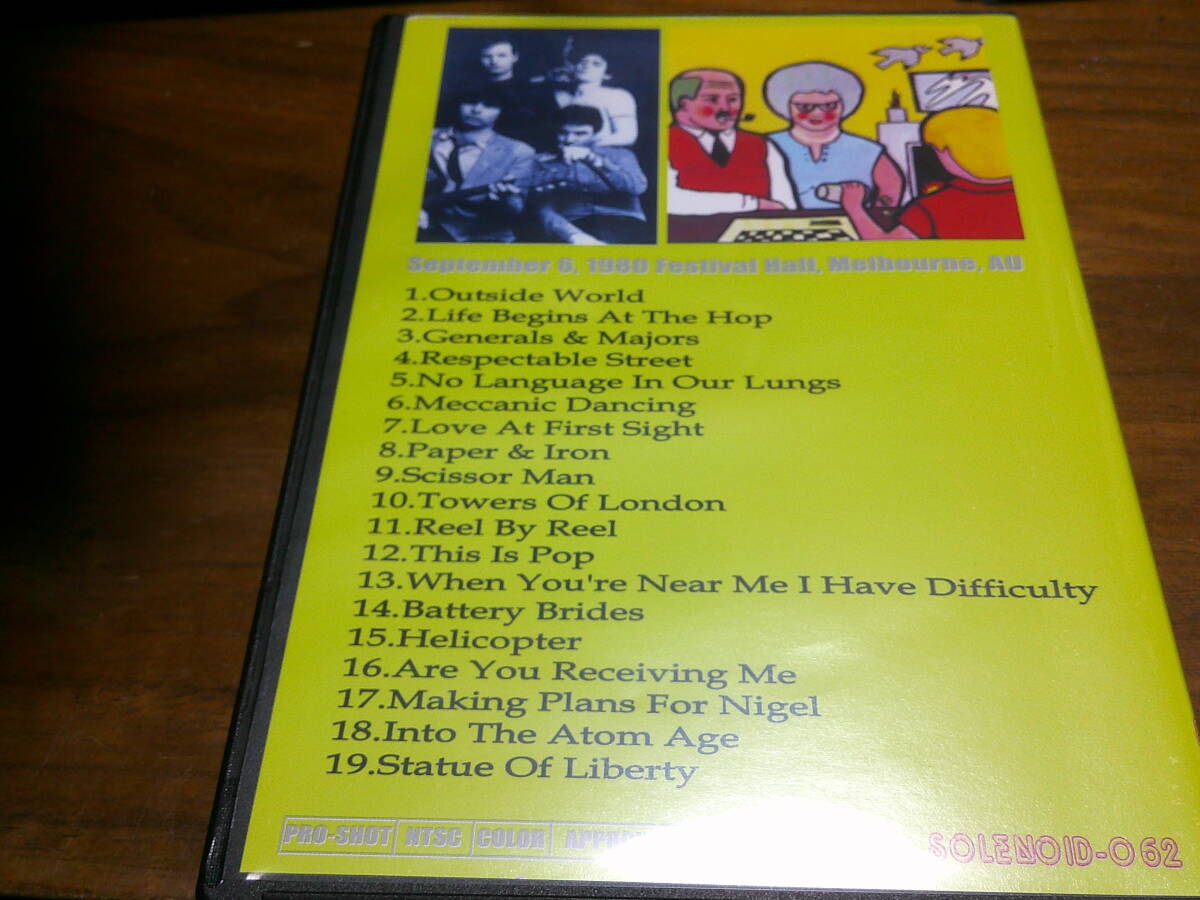 September 6, 1980 Festival Hall, Melbourne, AU
1.Outside World
2.Life Begins At The Hop
3.Generals & Majors
4.Respectable Street
5.No Language In Our Lungs
6.Meccanic Dancing
7.Love At First Sight
8.Paper & Iron
9.Scissor Man
10.Towers Of London
11.Reel By Reel
12.This Is Pop
13.When You're Near Me I Have Difficulty
14.Battery Brides
15.Helicopter
16.Are You Receiving Me
17.Making Plans For Nigel
18.Into The Atom Age
19.Statue Of Liberty
PRO-SHOT NTSC COLOR
SOLENOID-062